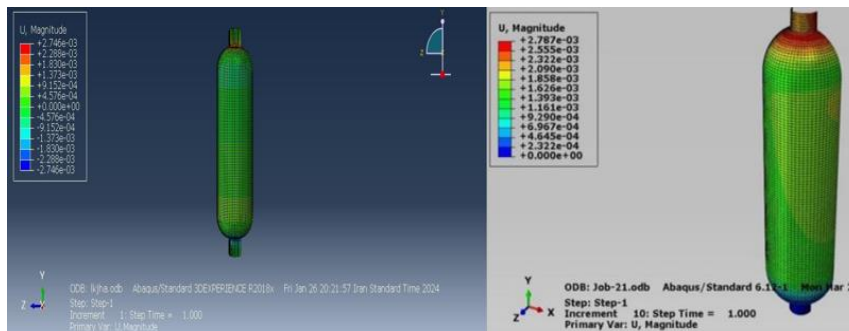 U, Magnitude
+2.746e-03
+2.288e-03
+1.830e-03
+1.373e-03
+9.152e-04
+4.576e-04
+0.000e+00
-4.576e-04
-9.152e-04
-1.373e-03
-1.830e-03
-2.288e-03
-2.746e-03
Y
Z
Y
Z
ODB: lkjha.odb Abaqus/Standard 3DEXPERIENCE R2018x Fri Jan 26 20:21:57 Iran Standard Time 2024
Step: Step-1
Increment 1: Step Time = 1.000
Primary Var: U, Magnitude
U, Magnitude
+2.787e-03
+2.555e-03
+2.322e-03
+2.090e-03
+1.858e-03
+1.626e-03
+1.393e-03
+1.161e-03
+9.290e-04
+6.967e-04
+4.645e-04
+2.322e-04
+0.000e+00
Y
Z X
ODB: Job-21.odb Abaqus/Standard Mon Mar
Step: Step-1
Increment 10: Step Time = 1.000
Primary Var: U, Magnitude